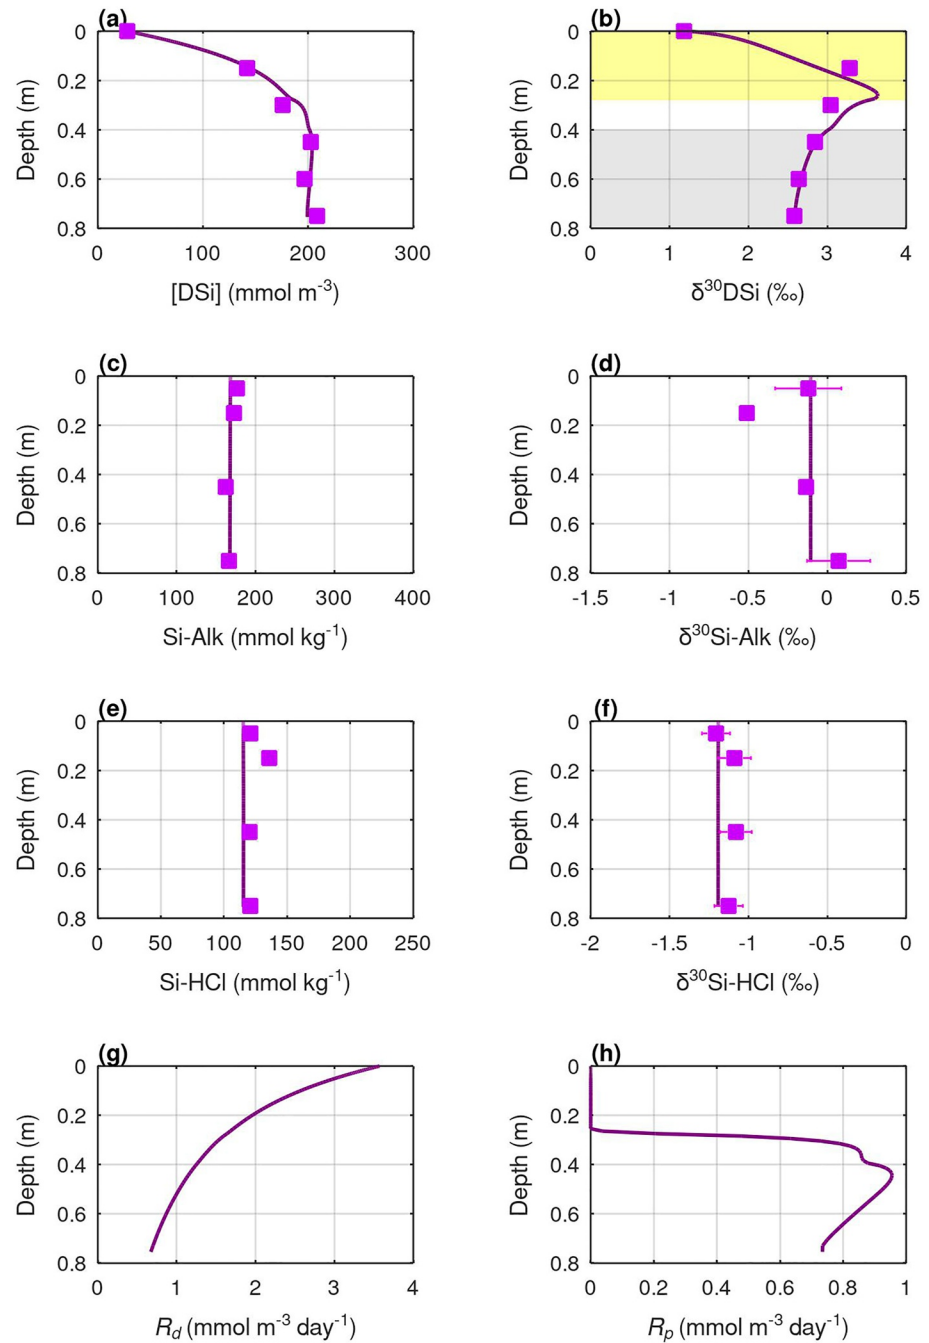 (a)
0
0.2
0.4
0.6
0.8
Depth (m)
0 100 200 300
[DSi] (mmol m⁻³)
(b)
0
0.2
0.4
0.6
0.8
Depth (m)
0 1 2 3 4
δ³⁰DSi (‰)
(c)
0
0.2
0.4
0.6
0.8
Depth (m)
0 100 200 300 400
Si-Alk (mmol kg⁻¹)
(d)
0
0.2
0.4
0.6
0.8
Depth (m)
-1.5 -1 -0.5 0 0.5
δ³⁰Si-Alk (‰)
(e)
0
0.2
0.4
0.6
0.8
Depth (m)
0 50 100 150 200 250
Si-HCl (mmol kg⁻¹)
(f)
0
0.2
0.4
0.6
0.8
Depth (m)
-2 -1.5 -1 -0.5 0
δ³⁰Si-HCl (‰)
(g)
0
0.2
0.4
0.6
0.8
Depth (m)
0 1 2 3 4
R_d (mmol m⁻³ day⁻¹)
(h)
0
0.2
0.4
0.6
0.8
Depth (m)
0 0.2 0.4 0.6 0.8 1
R_p (mmol m⁻³ day⁻¹)